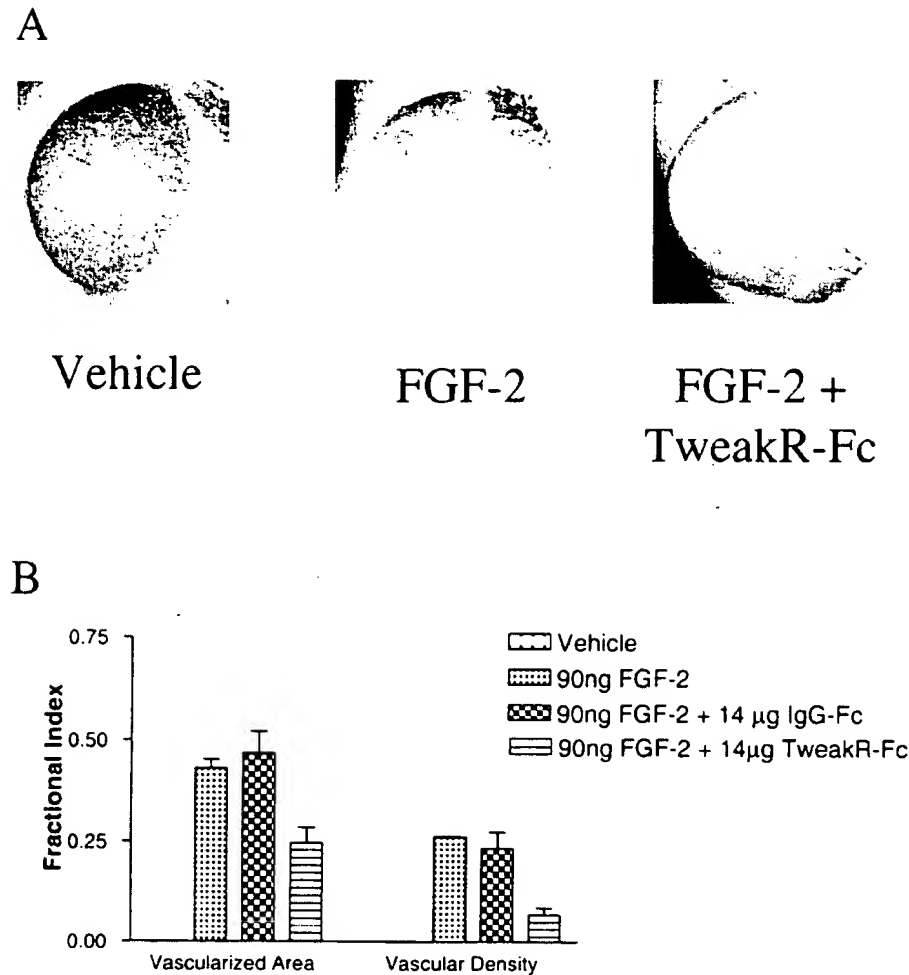 A
Vehicle
FGF-2
FGF-2 +
TweakR-Fc
B
0.75
0.50
0.25
0.00
Fractional Index
Vehicle
90ng FGF-2
90ng FGF-2 + 14 µg IgG-Fc
90ng FGF-2 + 14µg TweakR-Fc
Vascularized Area
Vascular Density